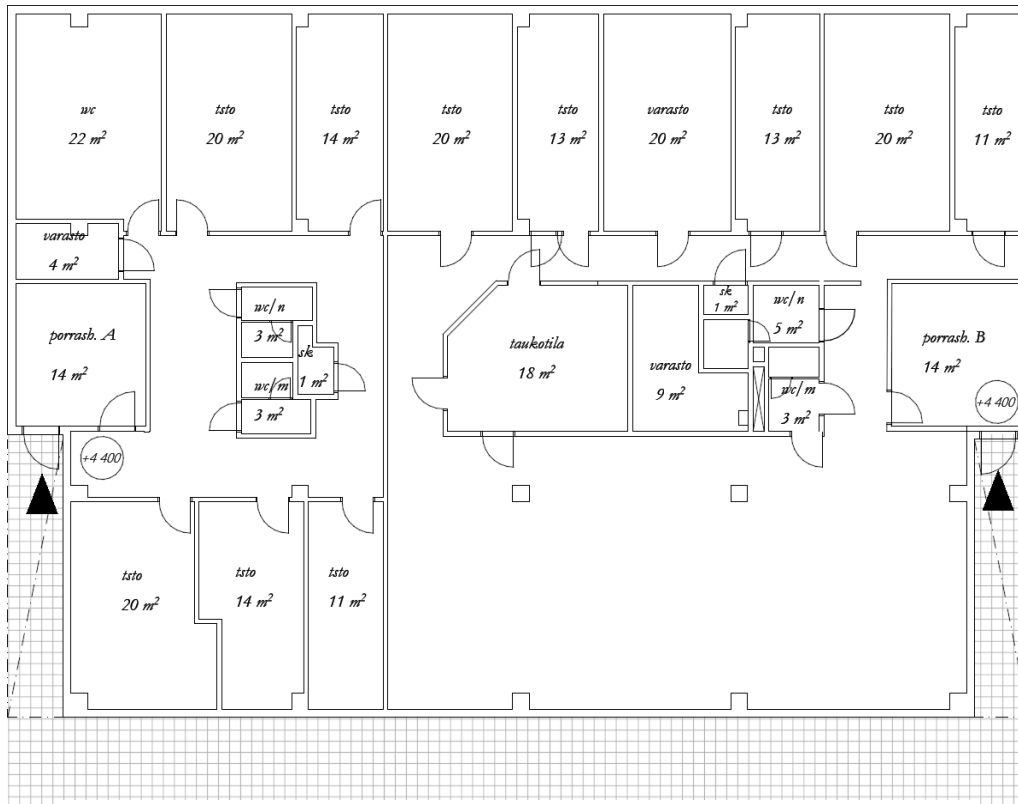 wc
22 m²
tsto
20 m²
tsto
14 m²
tsto
20 m²
tsto
13 m²
varasto
20 m²
tsto
13 m²
tsto
20 m²
tsto
11 m²
varasto
4 m²
porrash. A
14 m²
+4 400
wc/n
3 m²
sk
1 m²
wc/m
3 m²
taukotila
18 m²
varasto
9 m²
sk
1 m²
wc/n
5 m²
wc/m
3 m²
porrash. B
14 m²
+4 400
tsto
20 m²
tsto
14 m²
tsto
11 m²